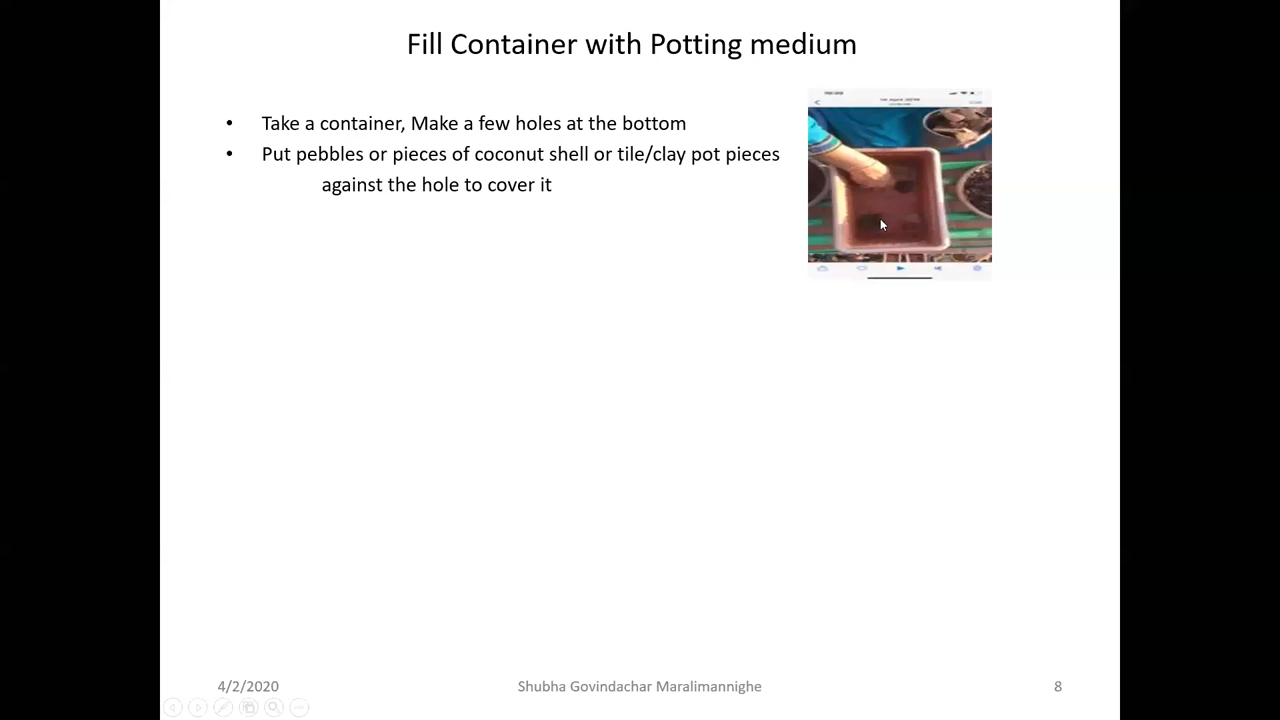 Fill Container with Potting medium
• Take a container, Make a few holes at the bottom
• Put pebbles or pieces of coconut shell or tile/clay pot pieces
against the hole to cover it
4/2/2020
Shubha Govindachar Maralimannighe
8